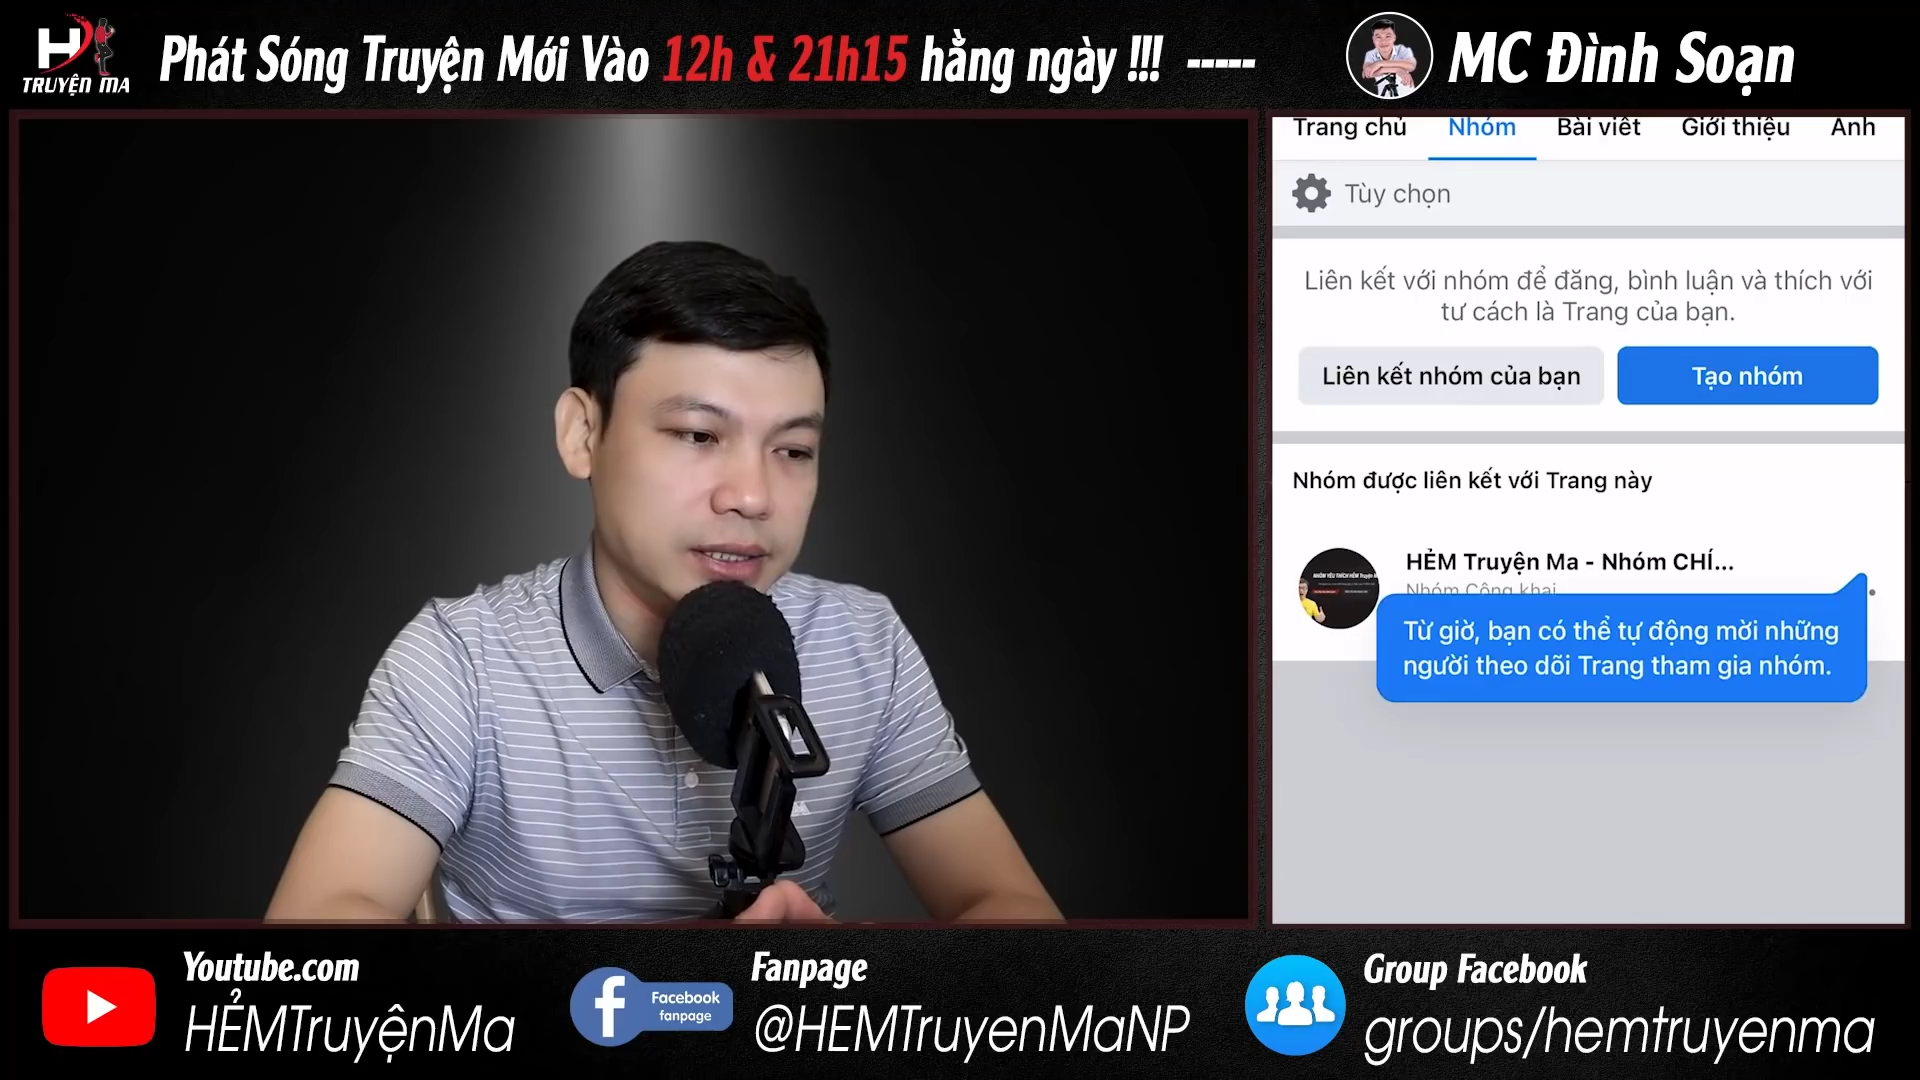 H
TRUYỆN MA
Phát Sóng Truyện Mới Vào 12h & 21h15 hằng ngày !!! -----
MC Đình Soạn
Trang chủ Nhóm Bài viết Giới thiệu Ảnh
Tùy chọn
Liên kết với nhóm để đăng, bình luận và thích với
tư cách là Trang của bạn.
Liên kết nhóm của bạn Tạo nhóm
Nhóm được liên kết với Trang này
HẺM Truyện Ma - Nhóm CHÍ...
Nhóm Công khai
Từ giờ, bạn có thể tự động mời những
người theo dõi Trang tham gia nhóm.
Youtube.com
HẺMTruyệnMa
Facebook
fanpage
Fanpage
@HEMTruyenMaNP
Group Facebook
groups/hemtruyenma